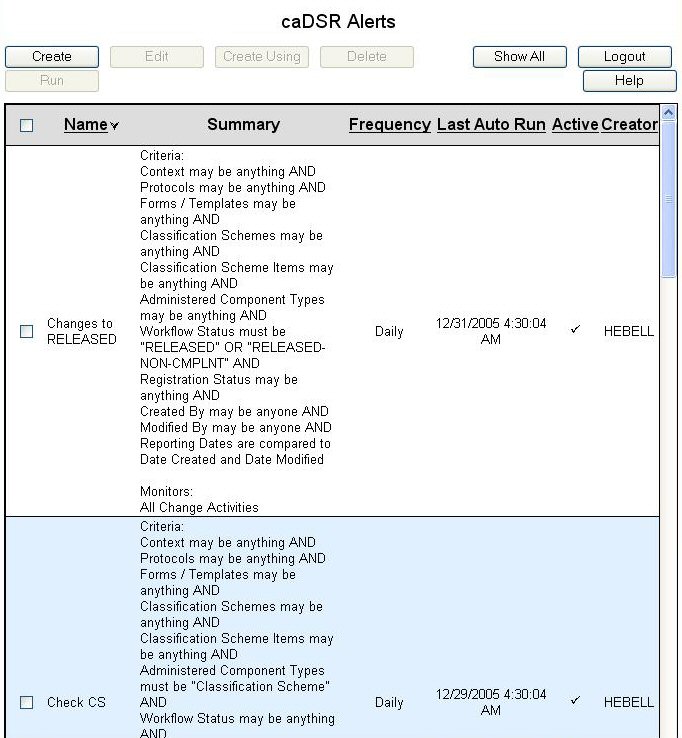 caDSR Alerts
Create Edit Create Using Delete Show All Logout
Run Help
Name Summary Frequency Last Auto Run Active Creator
Changes to
RELEASED
Criteria:
Context may be anything AND
Protocols may be anything AND
Forms / Templates may be
anything AND
Classification Schemes may be
anything AND
Classification Scheme Items may
be anything AND
Administered Component Types
may be anything AND
Workflow Status must be
"RELEASED" OR "RELEASED-
NON-CMPLNT" AND
Registration Status may be
anything AND
Created By may be anyone AND
Modified By may be anyone AND
Reporting Dates are compared to
Date Created and Date Modified
Monitors:
All Change Activities
Daily
12/31/2005 4:30:04
AM
HEBELL
Check CS
Criteria:
Context may be anything AND
Protocols may be anything AND
Forms / Templates may be
anything AND
Classification Schemes may be
anything AND
Classification Scheme Items may
be anything AND
Administered Component Types
must be "Classification Scheme"
AND
Workflow Status may be anything
AND
Daily
12/29/2005 4:30:04
AM
HEBELL